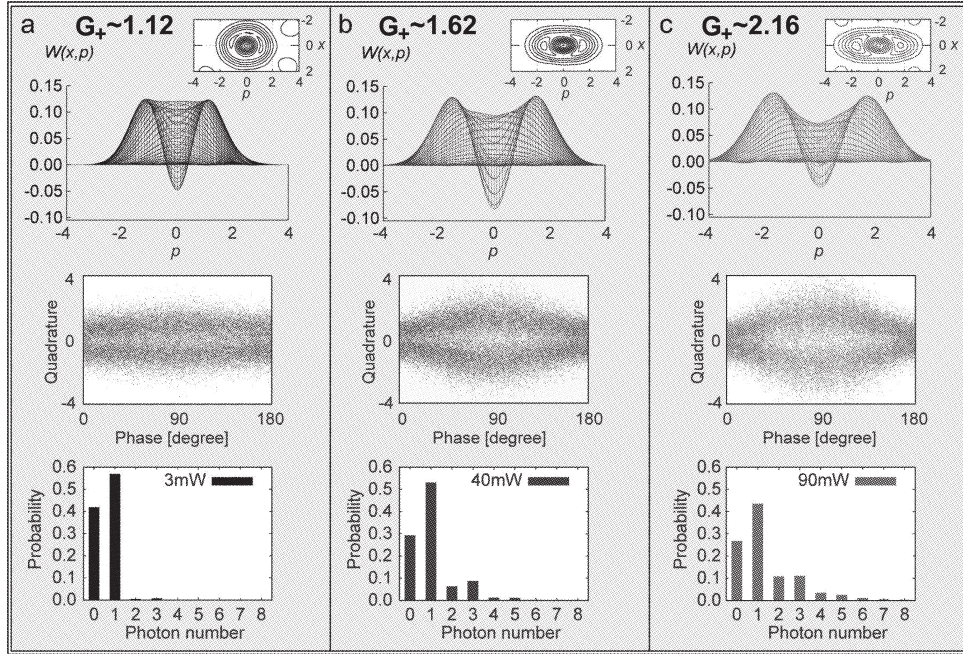 a G₊~1.12
W(x,p)
-2
0 x
2
-4 -2 0 2 4
p
0.15
0.10
0.05
0.00
-0.05
-0.10
-4 -2 0 2 4
p
4
Quadrature
0
-4
0 90 180
Phase [degree]
0.6
0.5
Probability
0.4
0.3
0.2
0.1
0.0
3mW
0 1 2 3 4 5 6 7 8
Photon number
b G₊~1.62
W(x,p)
-2
0 x
2
-4 -2 0 2 4
p
0.15
0.10
0.05
0.00
-0.05
-0.10
-4 -2 0 2 4
p
4
Quadrature
0
-4
0 90 180
Phase [degree]
0.6
0.5
Probability
0.4
0.3
0.2
0.1
0.0
40mW
0 1 2 3 4 5 6 7 8
Photon number
c G₊~2.16
W(x,p)
-2
0 x
2
-4 -2 0 2 4
p
0.15
0.10
0.05
0.00
-0.05
-0.10
-4 -2 0 2 4
p
4
Quadrature
0
-4
0 90 180
Phase [degree]
0.6
0.5
Probability
0.4
0.3
0.2
0.1
0.0
90mW
0 1 2 3 4 5 6 7 8
Photon number